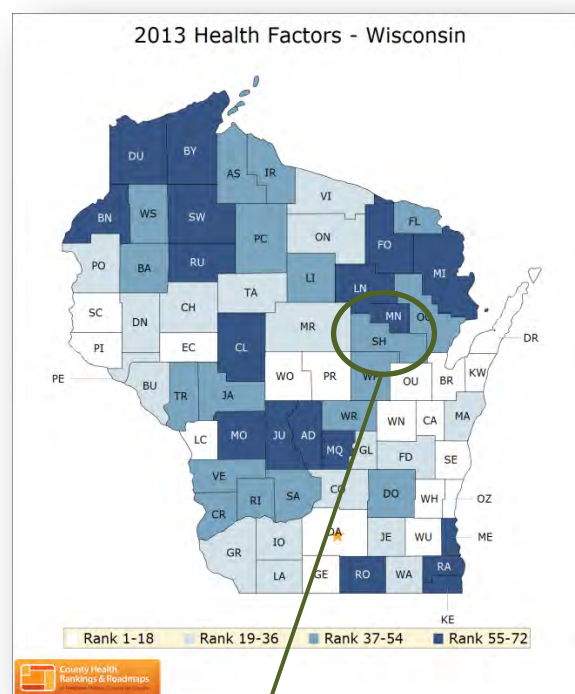 2013 Health Factors - Wisconsin
DU
BY
AS
IR
VI
BN
WS
SW
FL
ON
FO
PC
MI
PO
BA
RU
LI
LN
TA
SC
DN
CH
MN
MR
SH
DR
PI
EC
CL
PE
WO
PR
OU
BR
KW
BU
TR
JA
WR
WN
CA
MA
LC
MO
JU
AD
MQ
GL
FD
SE
VE
SA
RI
DO
WH
OZ
CR
IO
JE
WU
ME
GR
LA
GE
RO
WA
RA
KE
Rank 1-18 Rank 19-36 Rank 37-54 Rank 55-72
County Health
Rankings & Roadmaps